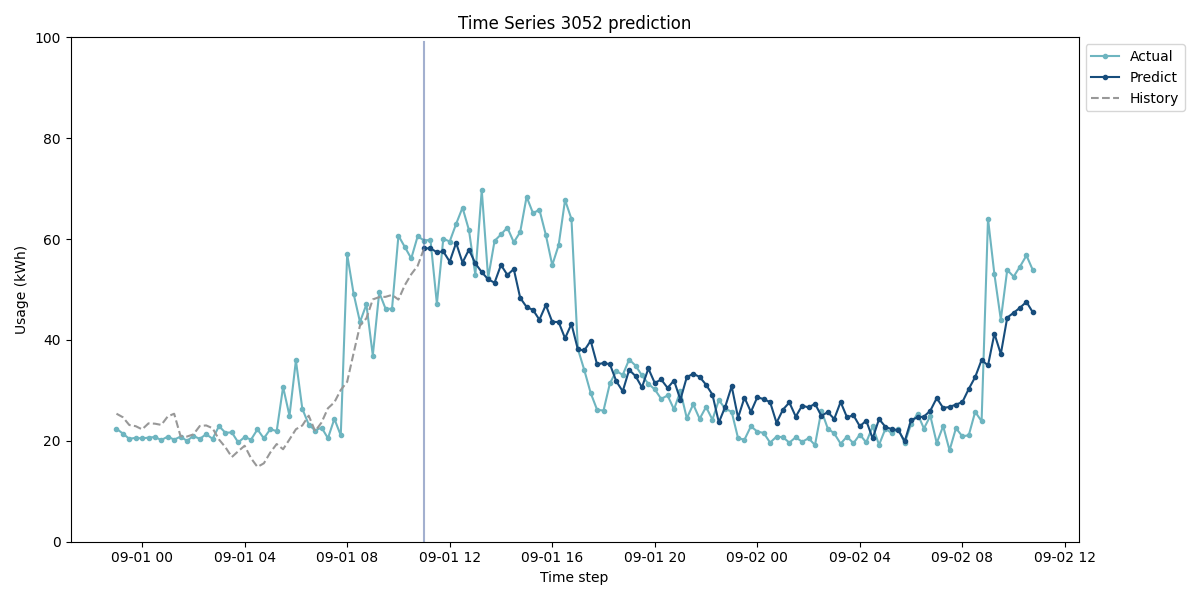 Time Series 3052 prediction
Usage (kWh)
100
80
60
40
20
0
09-01 00
09-01 04
09-01 08
09-01 12
09-01 16
09-01 20
09-02 00
09-02 04
09-02 08
09-02 12
Time step
Actual
Predict
History